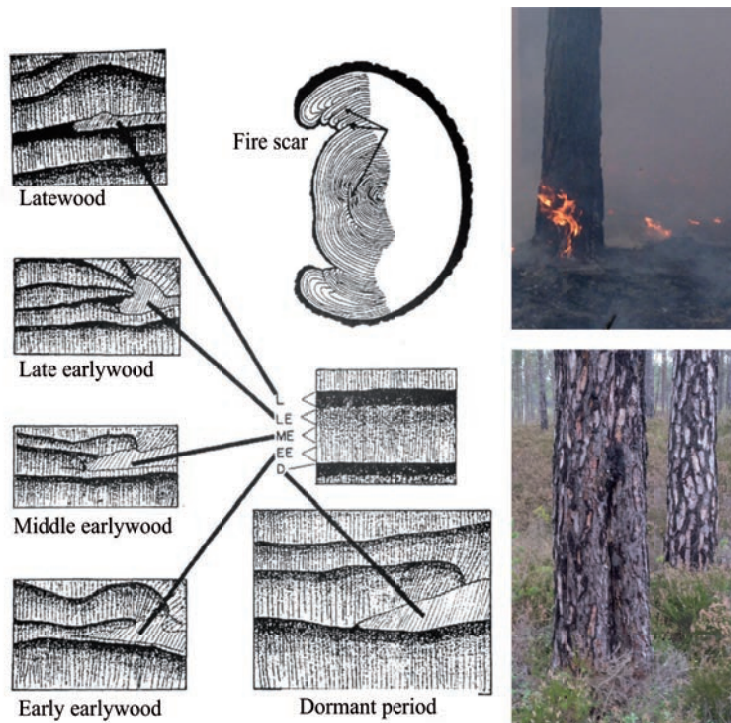 Fire scar
Latewood
Late earlywood
L
LE
ME
EE
D
Middle earlywood
Early earlywood
Dormant period